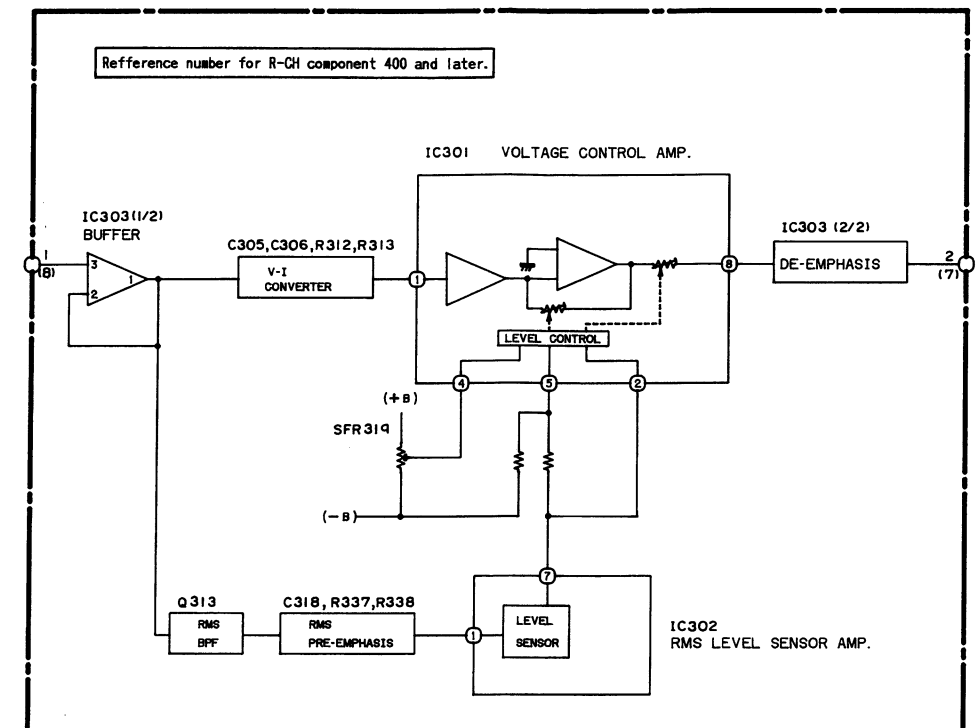 Refference number for R-CH component 400 and later.
IC301 VOLTAGE CONTROL AMP.
IC303(1/2)
BUFFER
C305,C306,R312,R313
V-I
CONVERTER
IC303 (2/2)
DE-EMPHASIS
1
(8)
3
2
1
1
8
2
(7)
LEVEL CONTROL
4
5
2
(+B)
SFR319
(-B)
7
Q313
RMS
BPF
C318, R337,R338
RMS
PRE-EMPHASIS
1
LEVEL
SENSOR
IC302
RMS LEVEL SENSOR AMP.